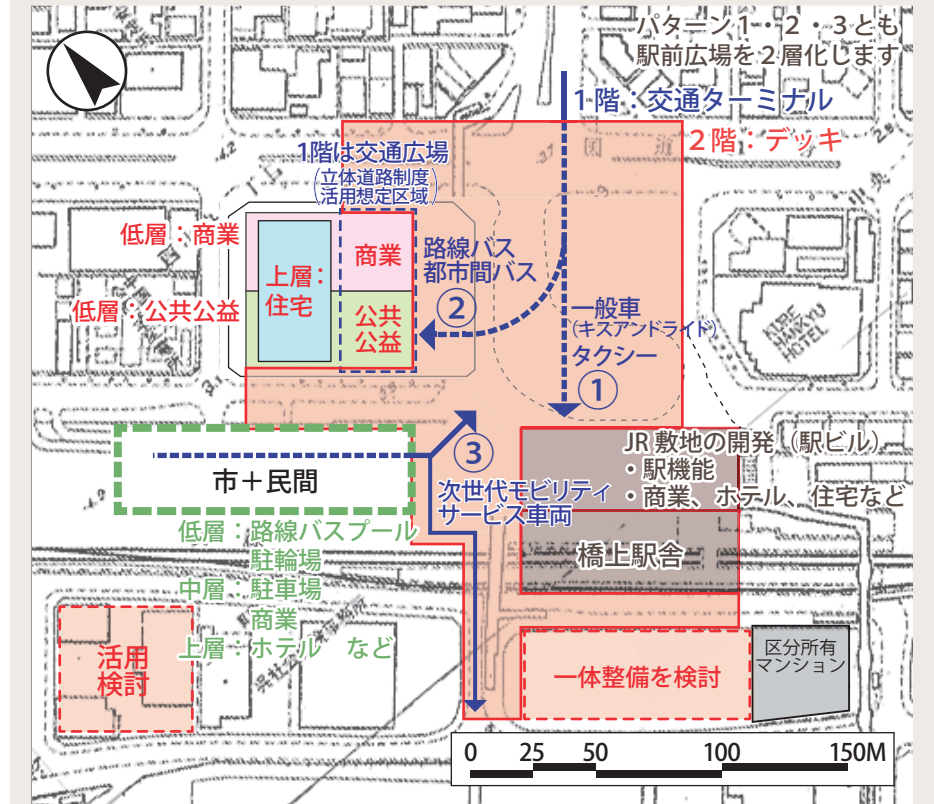 パターン1・2・3とも
駅前広場を2層化します
1階：交通ターミナル
2階：デッキ
国道
1階は交通広場
(立体道路制度
活用想定区域)
低層：商業
商業
上層：
住宅
低層：公共公益
公共
公益
路線バス
都市間バス
②
一般車
(キスアンドライド)
タクシー
①
KURE
HANKYU
HOTEL
③
次世代モビリティ
サービス車両
市＋民間
JR敷地の開発（駅ビル）
・駅機能
・商業、ホテル、住宅など
橋上駅舎
低層：路線バスプール
駐輪場
中層：駐車場
商業
上層：ホテル など
活用
検討
一体整備を検討
区分所有
マンション
0 25 50 100 150M